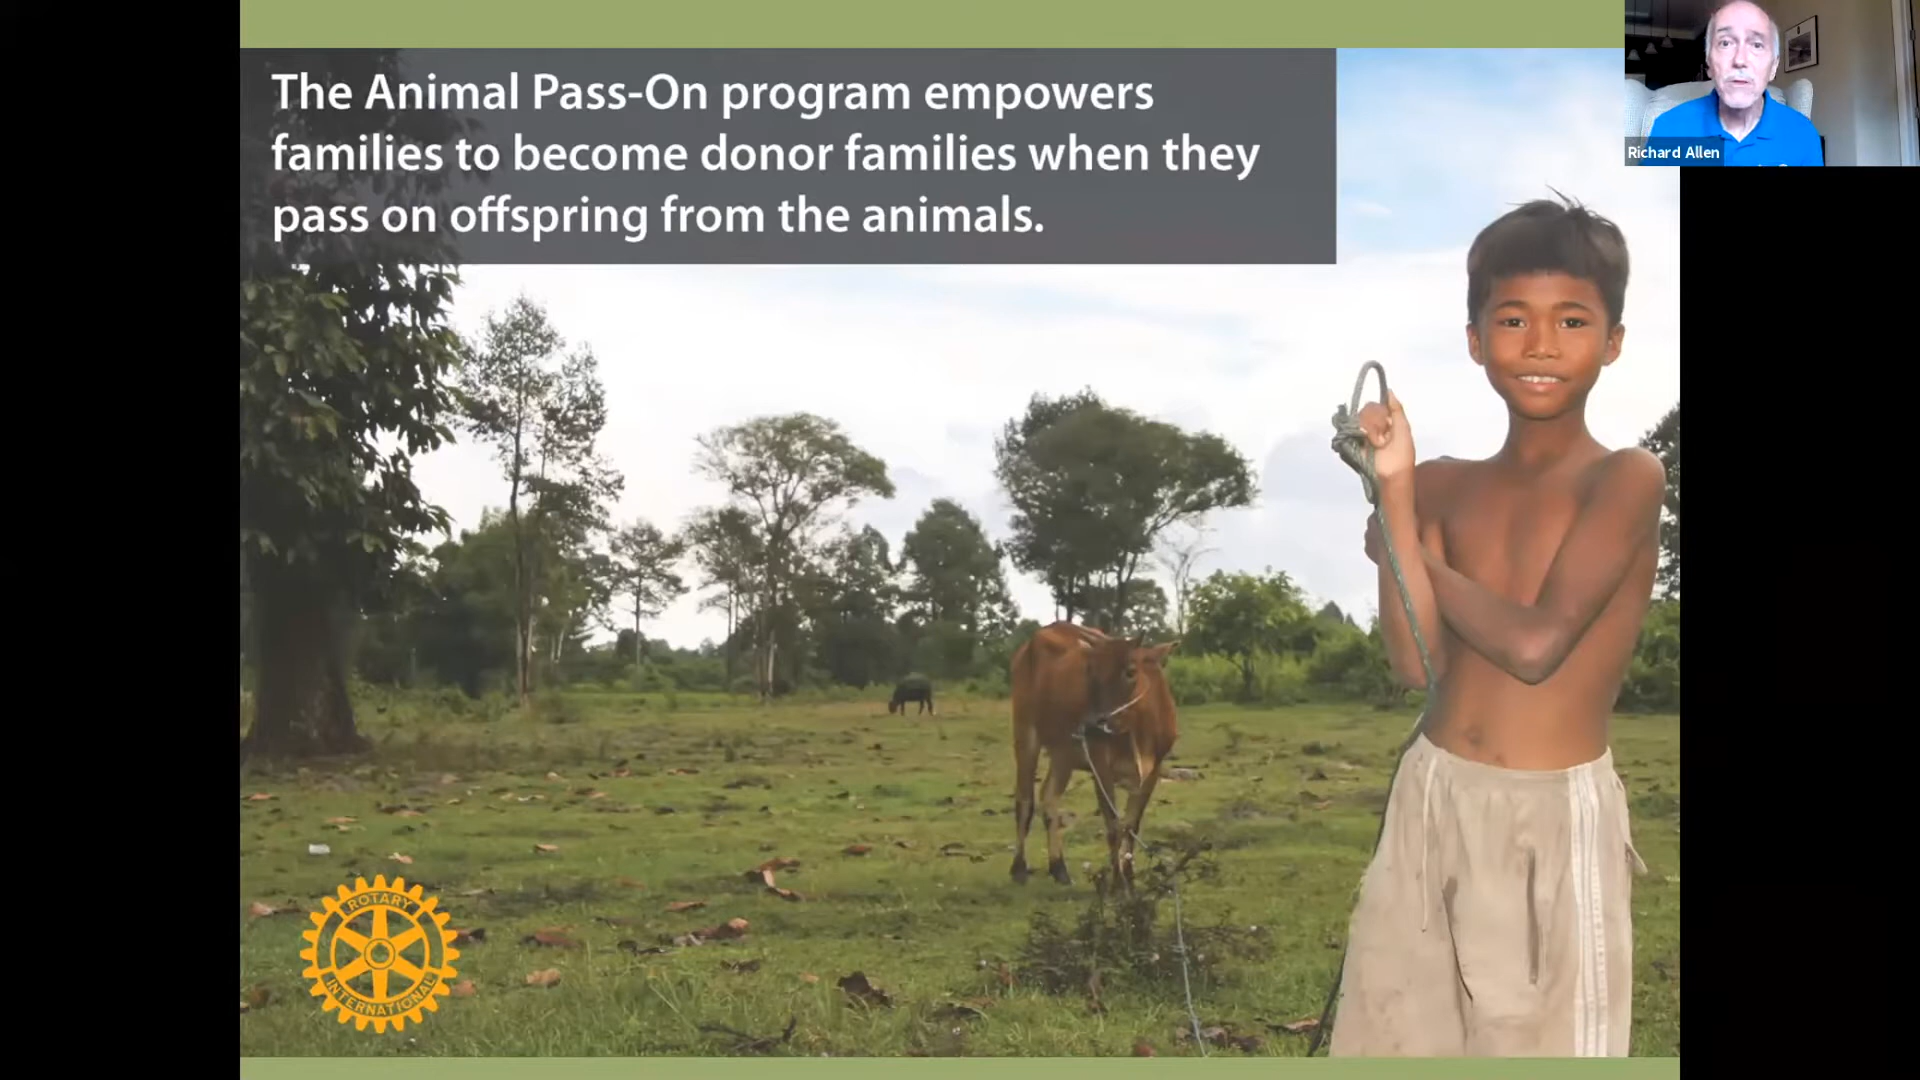 The Animal Pass-On program empowers
families to become donor families when they
pass on offspring from the animals.
Richard Allen
ROTARY
INTERNATIONAL